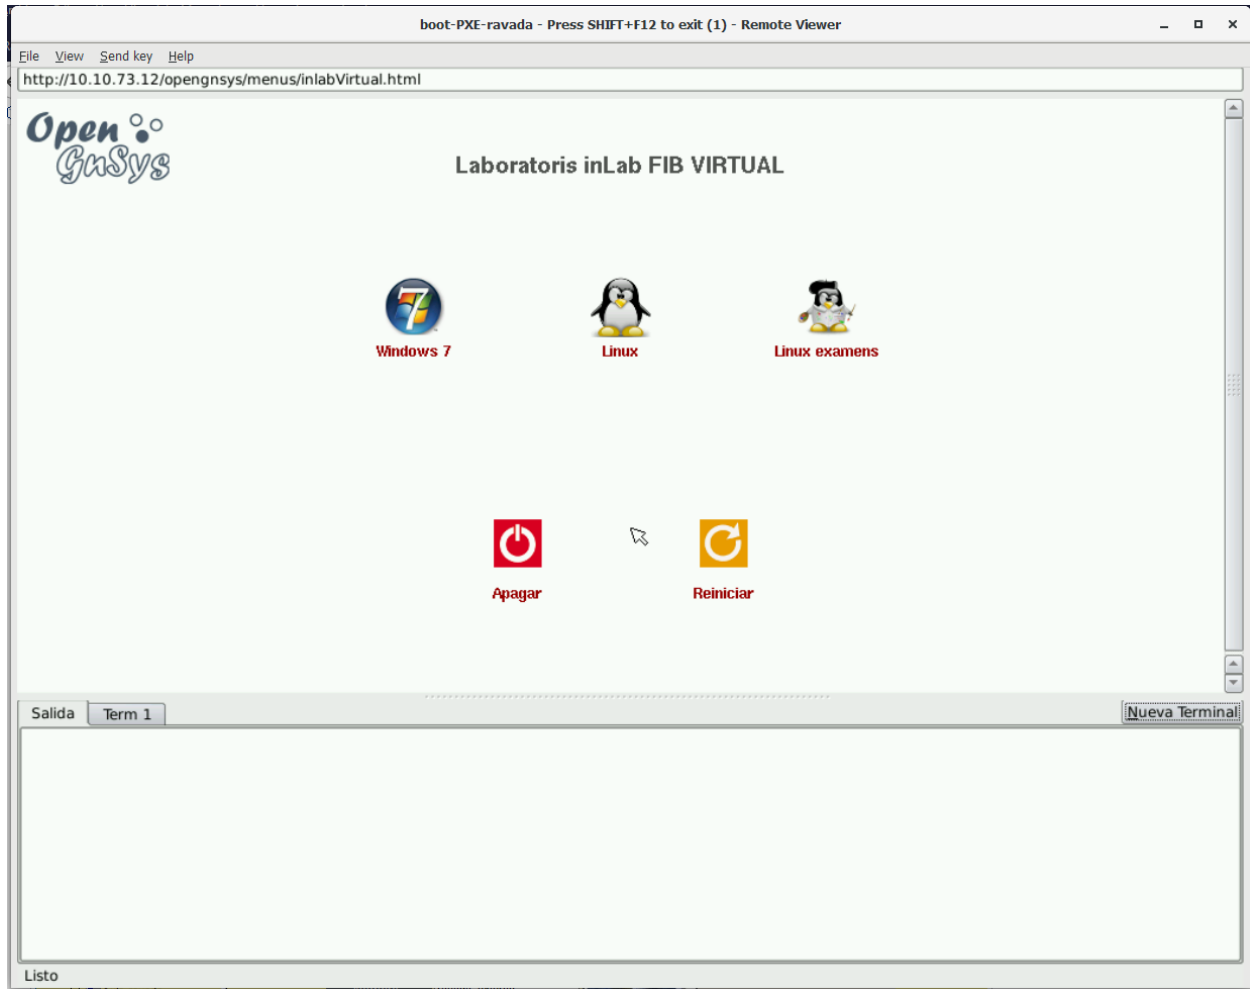 boot-PXE-ravada - Press SHIFT+F12 to exit (1) - Remote Viewer
File View Send key Help
http://10.10.73.12/opengnsys/menus/inlabVirtual.html
Open
GnSys
Laboratoris inLab FIB VIRTUAL
7
Windows 7
Linux
Linux examens
Apagar
Reiniciar
Salida
Term 1
Nueva Terminal
Listo